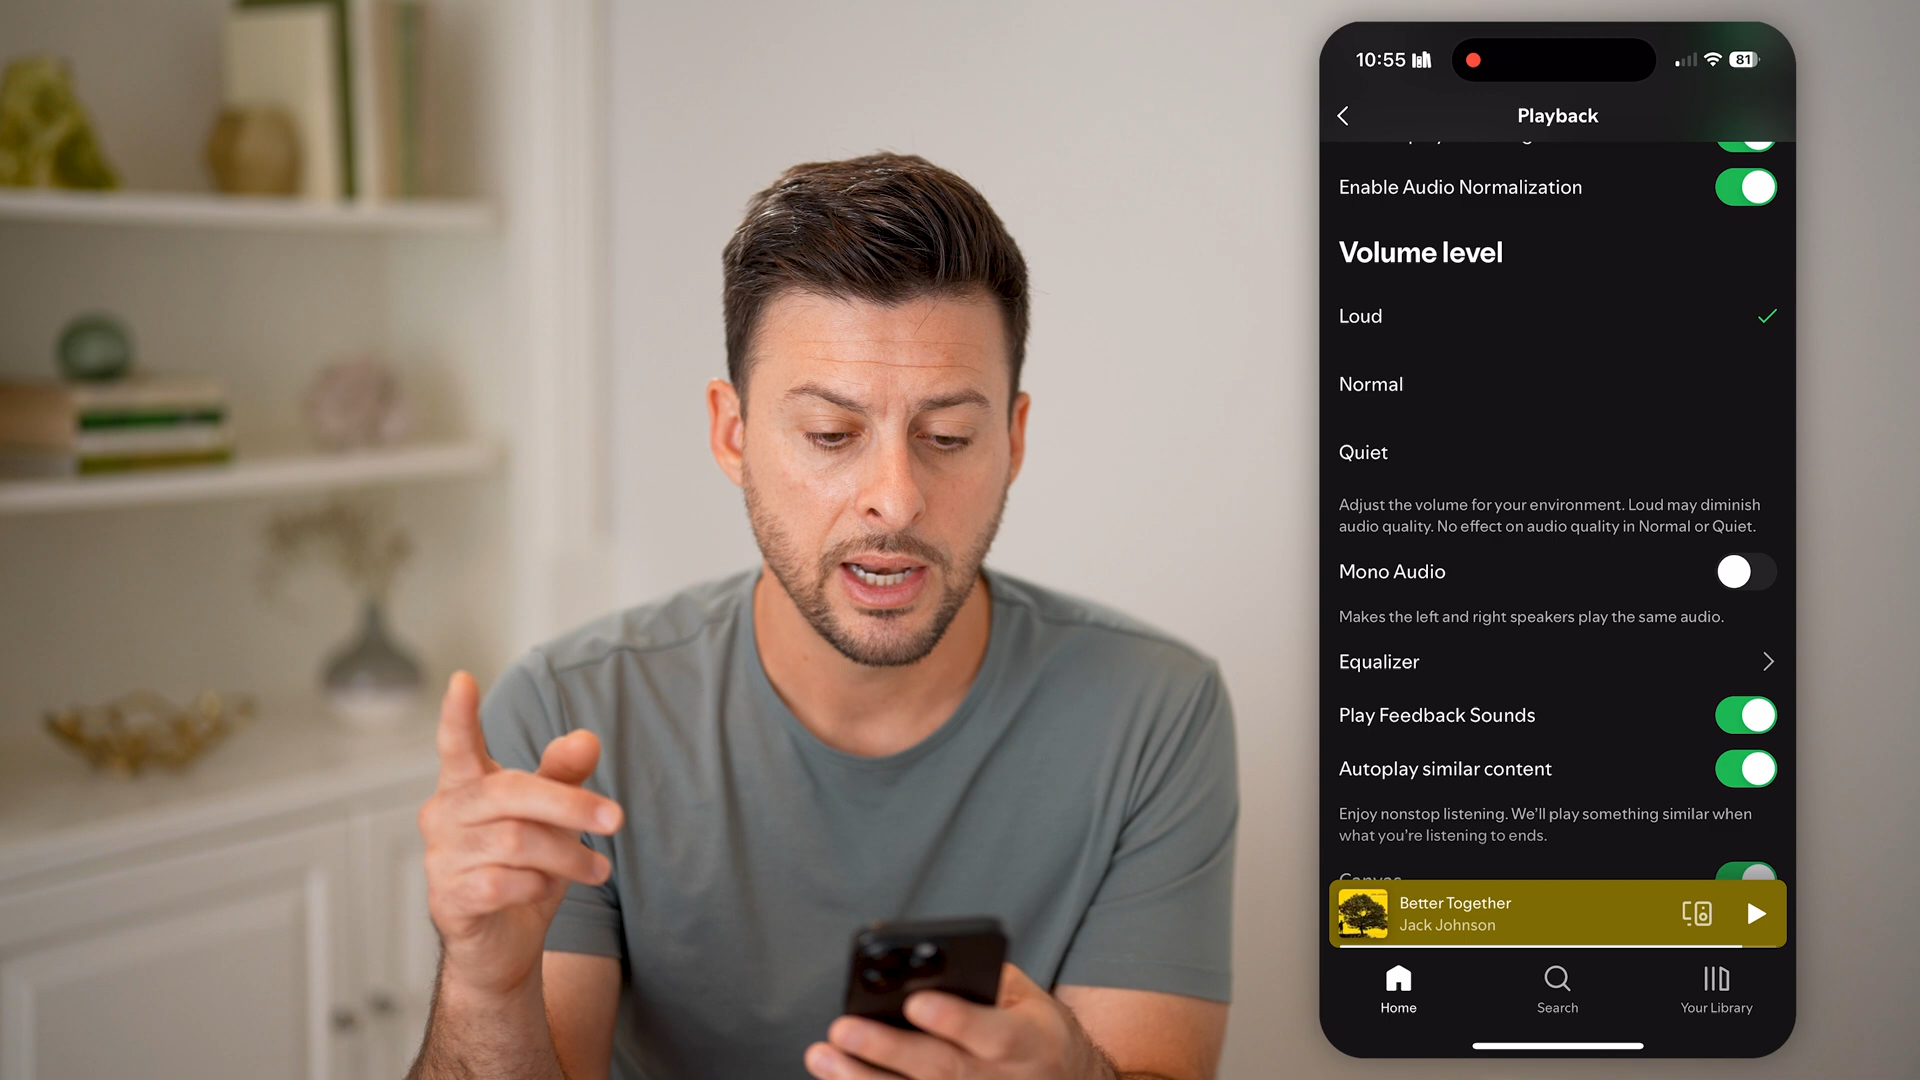 10:55
81
Playback
Enable Audio Normalization
Volume level
Loud
Normal
Quiet
Adjust the volume for your environment. Loud may diminish
audio quality. No effect on audio quality in Normal or Quiet.
Mono Audio
Makes the left and right speakers play the same audio.
Equalizer
Play Feedback Sounds
Autoplay similar content
Enjoy nonstop listening. We'll play something similar when
what you're listening to ends.
Canvas
Better Together
Jack Johnson
Home
Search
Your Library